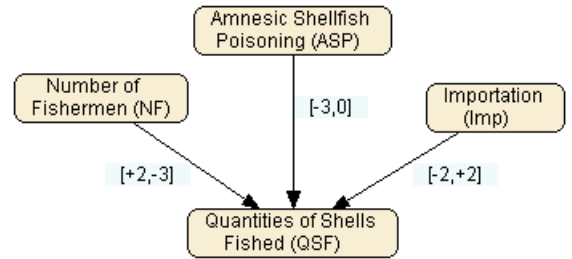 Amnesic Shellfish
Poisoning (ASP)
Number of
Fishermen (NF)
[-3,0]
Importation
(Imp)
[+2,-3]
[-2,+2]
Quantities of Shells
Fished (QSF)